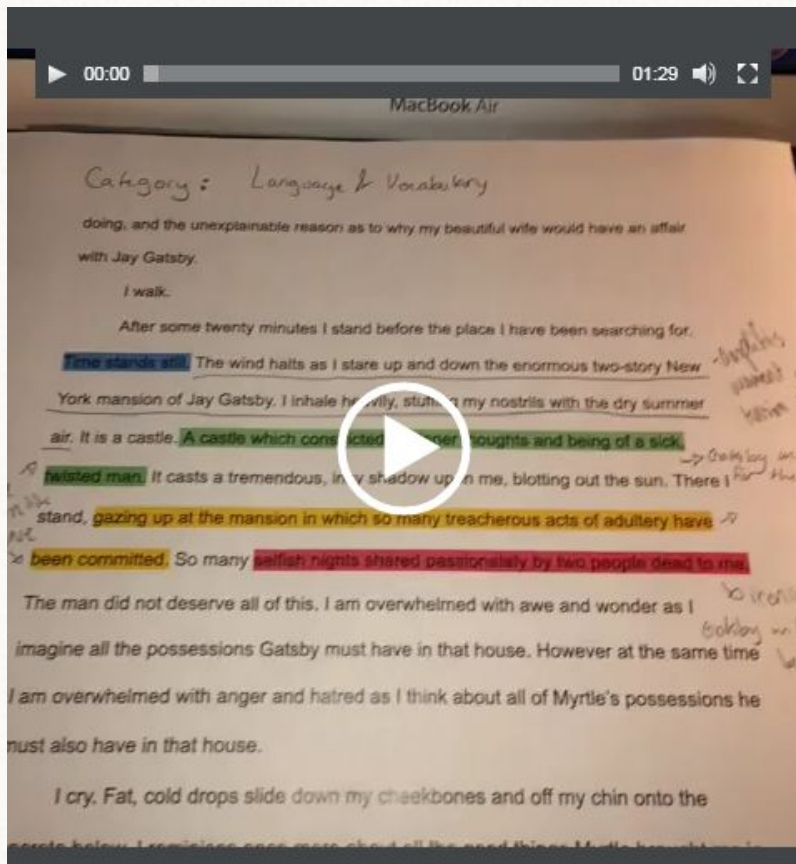 00:00 01:29
MacBook Air
Category: Language & Vocabulary
doing, and the unexplainable reason as to why my beautiful wife would have an affair
with Jay Gatsby.
I walk.
After some twenty minutes I stand before the place I have been searching for.
Time stands still. The wind halts as I stare up and down the enormous two-story New
York mansion of Jay Gatsby. I inhale heavily, my nostrils with the dry summer
air. It is a castle. A castle which thoughts and being of a sick,
twisted man. It casts a tremendous, shadow upon me, blotting out the sun. There I
stand, gazing up at the mansion in which so many treacherous acts of adultery have
been committed. So many selfish nights shared passionately by two people dead to me.
The man did not deserve all of this. I am overwhelmed with awe and wonder as I
imagine all the possessions Gatsby must have in that house. However at the same time
I am overwhelmed with anger and hatred as I think about all of Myrtle's possessions he
must also have in that house.
I cry. Fat, cold drops slide down my cheekbones and off my chin onto the